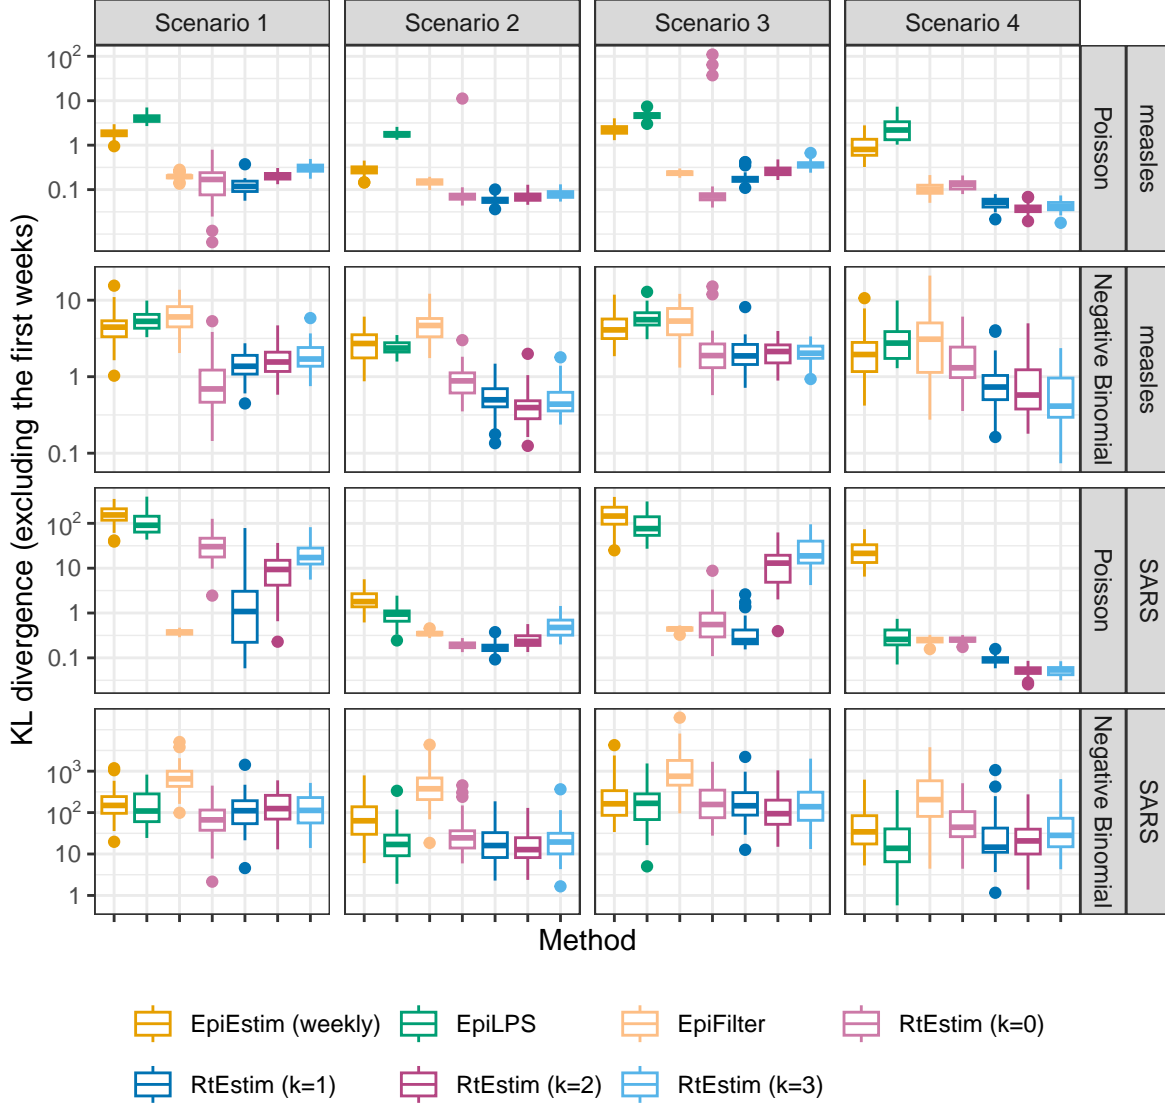 Scenario 1
Scenario 2
Scenario 3
Scenario 4
KL divergence (excluding the first weeks)
10²
10
1
0.1
Poisson
measles
10
1
0.1
Negative Binomial
measles
10²
10
1
0.1
Poisson
SARS
10³
10²
10
1
Negative Binomial
SARS
Method
EpiEstim (weekly)
EpiLPS
EpiFilter
RtEstim (k=0)
RtEstim (k=1)
RtEstim (k=2)
RtEstim (k=3)